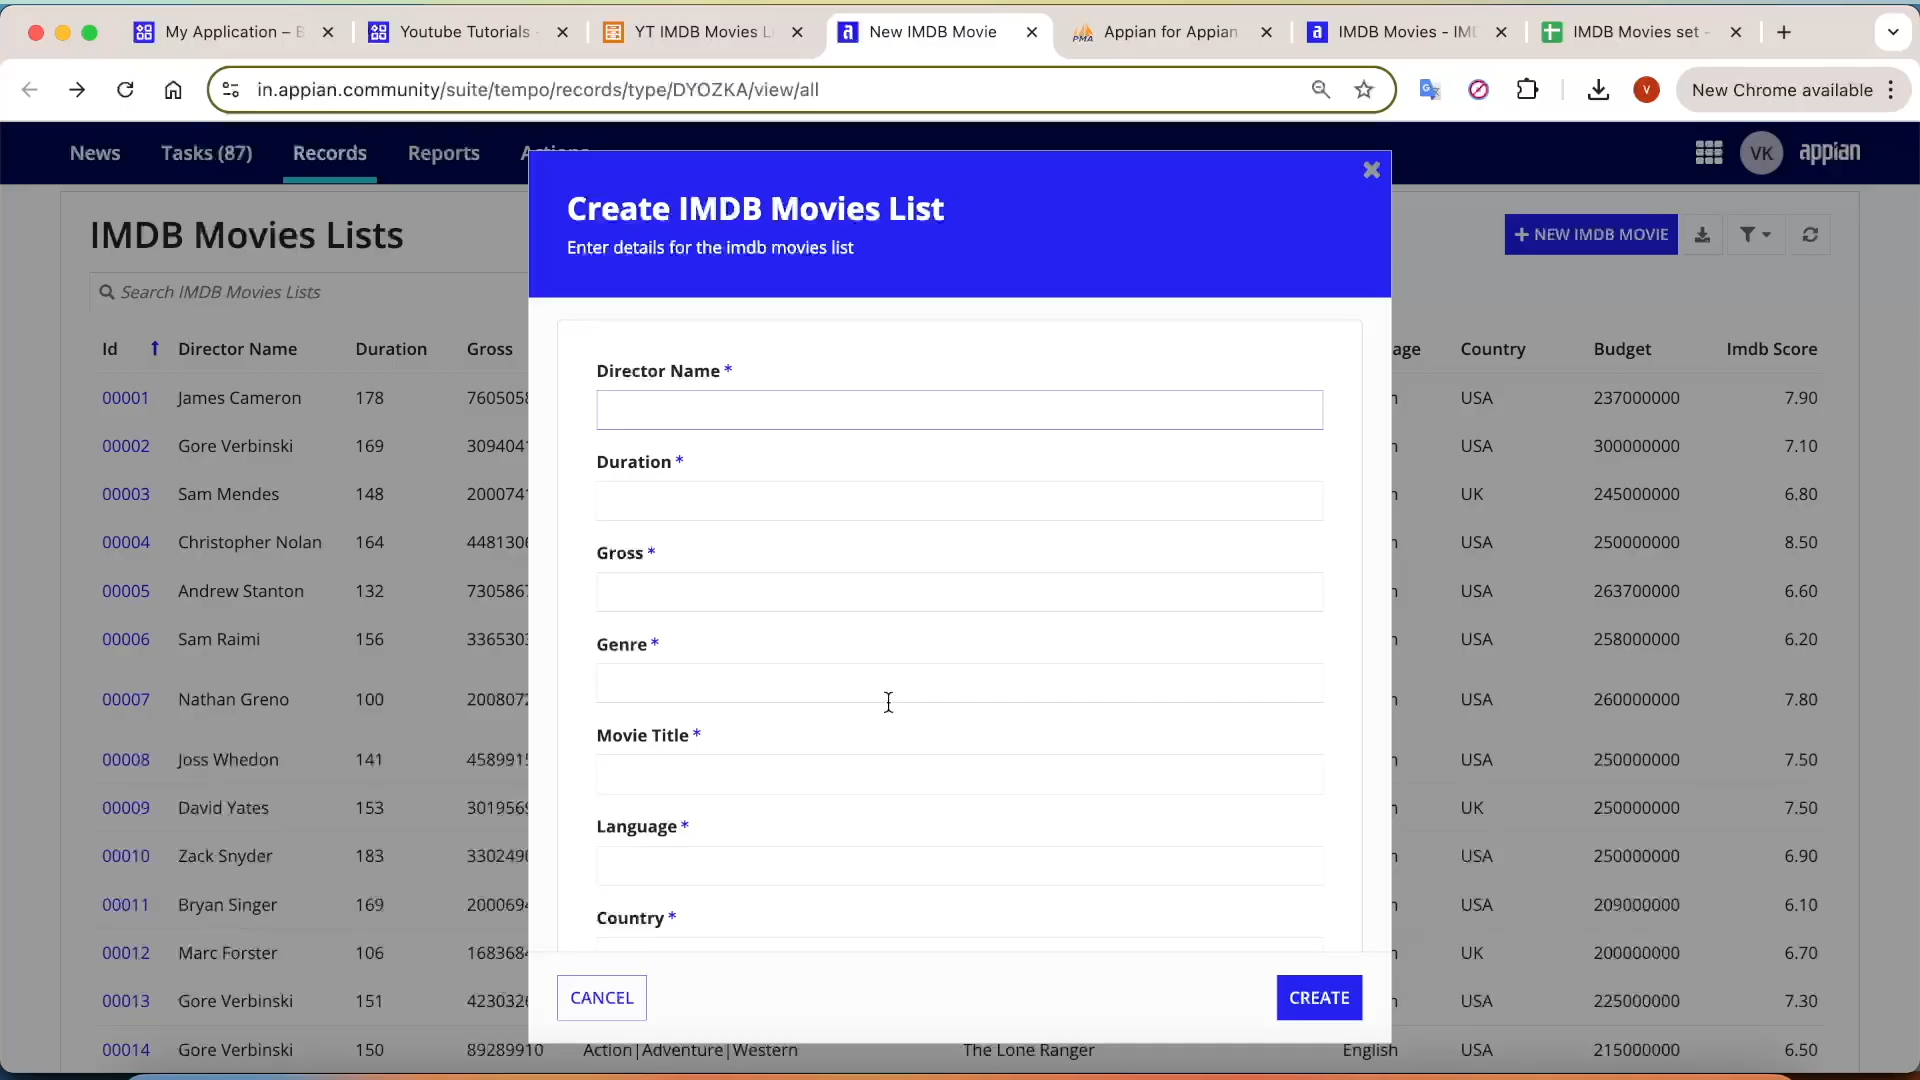 My Application –
Youtube Tutorials
YT IMDB Movies
New IMDB Movie
Appian for Appian
IMDB Movies -
IMDB Movies set -
in.appian.community/suite/tempo/records/type/DYOZKA/view/all
V
New Chrome available
News
Tasks (87)
Records
Reports
Actions
VK
appian
Create IMDB Movies List
Enter details for the imdb movies list
IMDB Movies Lists
+ NEW IMDB MOVIE
Search IMDB Movies Lists
Id Director Name Duration Gross Country Budget Imdb Score
00001 James Cameron 178 USA 237000000 7.90
00002 Gore Verbinski 169 USA 300000000 7.10
00003 Sam Mendes 148 UK 245000000 6.80
00004 Christopher Nolan 164 USA 250000000 8.50
00005 Andrew Stanton 132 USA 263700000 6.60
00006 Sam Raimi 156 USA 258000000 6.20
00007 Nathan Greno 100 USA 260000000 7.80
00008 Joss Whedon 141 USA 250000000 7.50
00009 David Yates 153 UK 250000000 7.50
00010 Zack Snyder 183 USA 250000000 6.90
00011 Bryan Singer 169 USA 209000000 6.10
00012 Marc Forster 106 UK 200000000 6.70
00013 Gore Verbinski 151 USA 225000000 7.30
00014 Gore Verbinski 150 89289910 Action|Adventure|Western The Lone Ranger English USA 215000000 6.50
Director Name *
Duration *
Gross *
Genre *
Movie Title *
Language *
Country *
CANCEL
CREATE